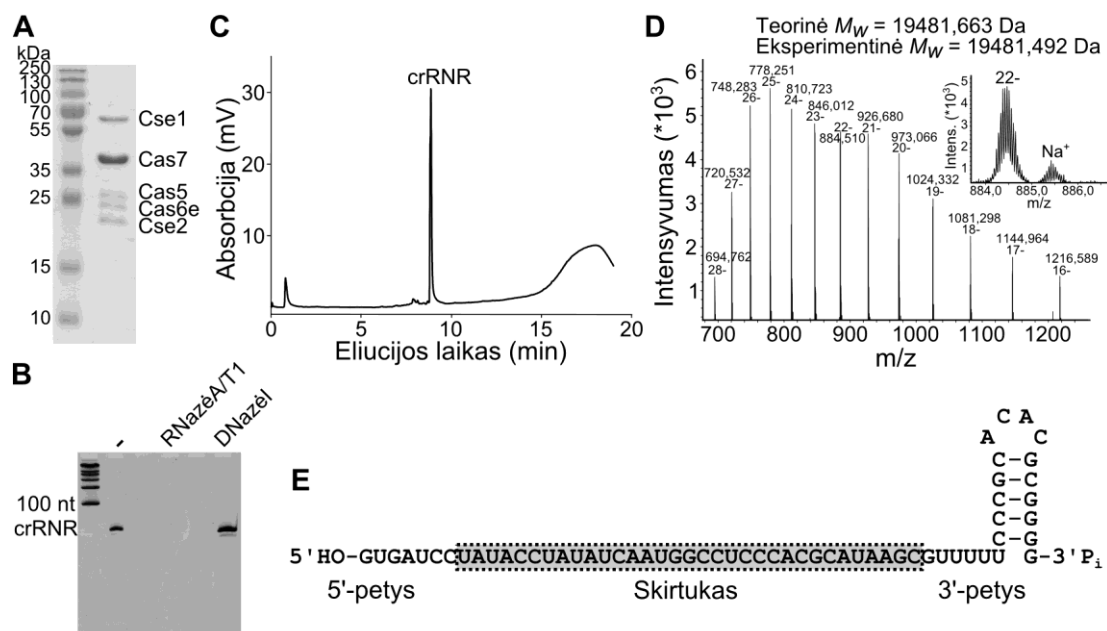 A
kDa
250
130
100
70
55
35
25
15
10
Cse1
Cas7
Cas5
Cas6e
Cse2
B
-
RNazėA/T1
DNazėI
100 nt
crRNR
C
Absorbcija (mV)
30
20
10
crRNR
0
5
10
15
20
Eliucijos laikas (min)
D
Teorinė MW = 19481,663 Da
Eksperimentinė MW = 19481,492 Da
Intensyvumas (*10³)
6
5
4
3
2
1
694,762
28-
720,532
27-
748,283
26-
778,251
25-
810,723
24-
846,012
23-
22-
884,510
926,680
21-
973,066
20-
1024,332
19-
1081,298
18-
1144,964
17-
1216,589
16-
700
800
900
1000
1100
1200
m/z
Intens. (*10³)
5
4
3
2
1
0
22-
Na⁺
884,0
885,0
886,0
m/z
E
C A
A C
C–G
G–C
C–G
C–G
C–G
5'HO–GUGAUCCUAUACCUAUAUCAAUGGCCUCCCACGCAUAAGCGUUUUUU G–3'Pi
5'-petys
Skirtukas
3'-petys